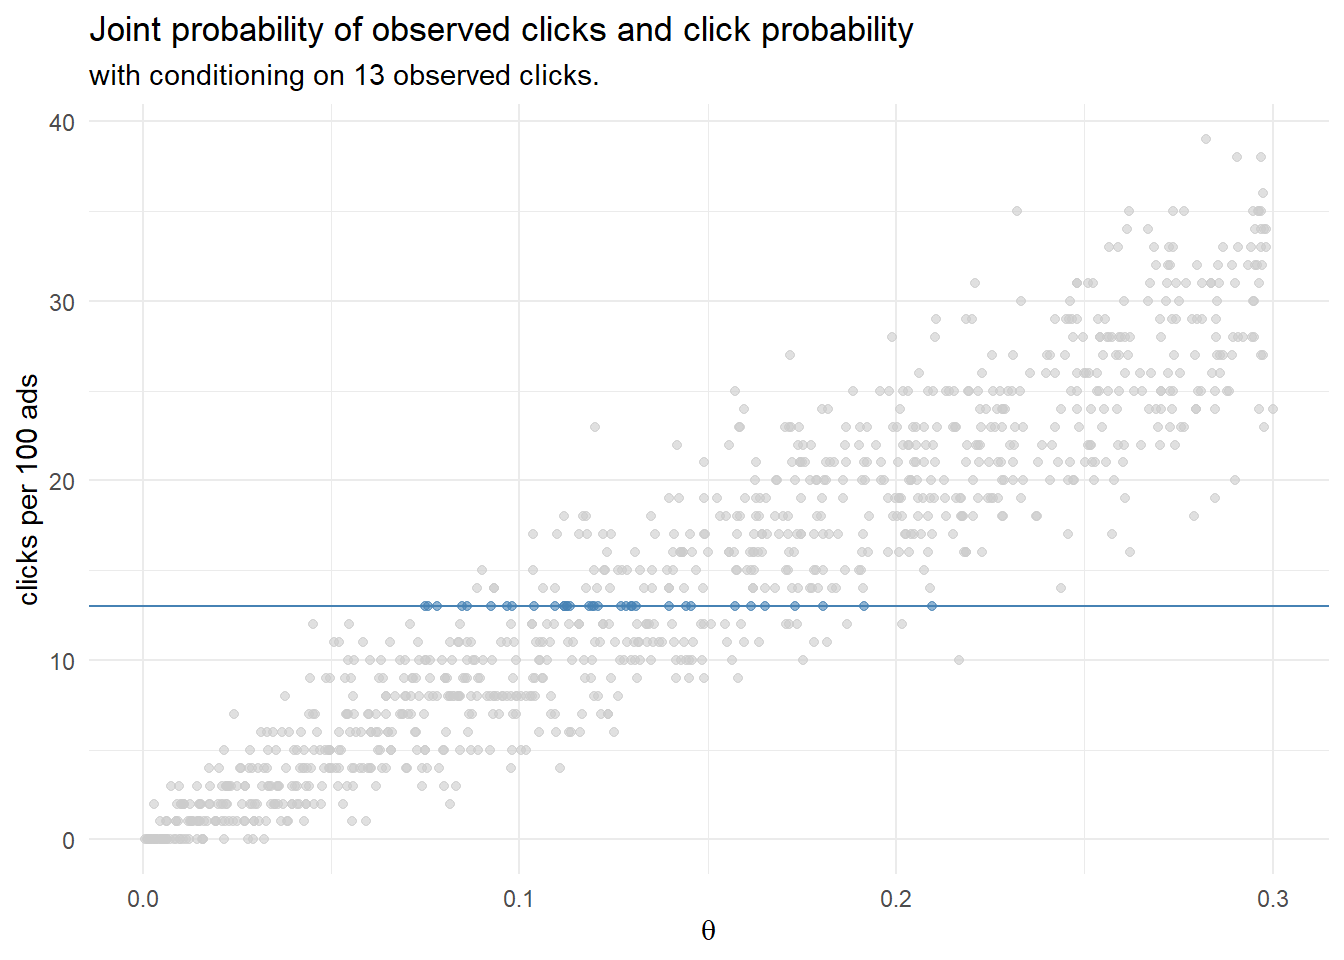 Joint probability of observed clicks and click probability
with conditioning on 13 observed clicks.
clicks per 100 ads
40
30
20
10
0
0.0 0.1 0.2 0.3
θ